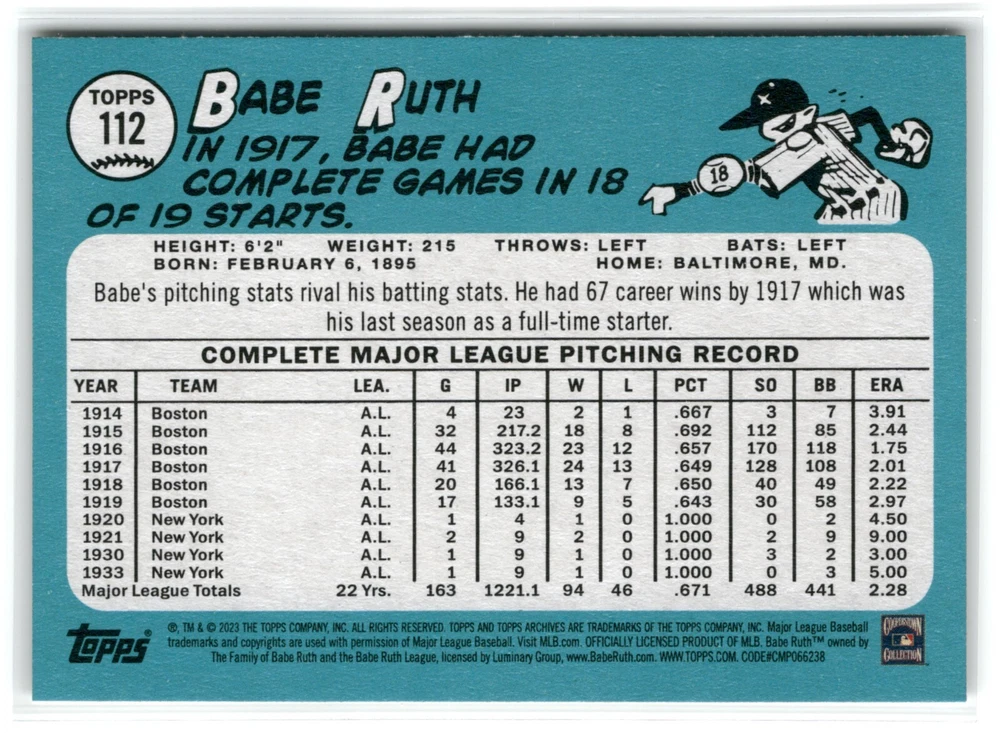 TOPPS
112
BABE RUTH
IN 1917, BABE HAD
COMPLETE GAMES IN 18
OF 19 STARTS.
18
HEIGHT: 6'2" WEIGHT: 215 THROWS: LEFT BATS: LEFT
BORN: FEBRUARY 6, 1895 HOME: BALTIMORE, MD.
Babe's pitching stats rival his batting stats. He had 67 career wins by 1917 which was
his last season as a full-time starter.
COMPLETE MAJOR LEAGUE PITCHING RECORD
YEAR TEAM LEA. G IP W L PCT SO BB ERA
1914 Boston A.L. 4 23 2 1 .667 3 7 3.91
1915 Boston A.L. 32 217.2 18 8 .692 112 85 2.44
1916 Boston A.L. 44 323.2 23 12 .657 170 118 1.75
1917 Boston A.L. 41 326.1 24 13 .649 128 108 2.01
1918 Boston A.L. 20 166.1 13 7 .650 40 49 2.22
1919 Boston A.L. 17 133.1 9 5 .643 30 58 2.97
1920 New York A.L. 1 4 1 0 1.000 0 2 4.50
1921 New York A.L. 2 9 2 0 1.000 2 9 9.00
1930 New York A.L. 1 9 1 0 1.000 3 2 3.00
1933 New York A.L. 1 9 1 0 1.000 0 3 5.00
Major League Totals 22 Yrs. 163 1221.1 94 46 .671 488 441 2.28
Topps®
®, TM & © 2023 THE TOPPS COMPANY, INC. ALL RIGHTS RESERVED. TOPPS AND TOPPS ARCHIVES ARE TRADEMARKS OF THE TOPPS COMPANY, INC. Major League Baseball
trademarks and copyrights are used with permission of Major League Baseball. Visit MLB.com. OFFICIALLY LICENSED PRODUCT OF MLB. Babe Ruth™ owned by
The Family of Babe Ruth and the Babe Ruth League, licensed by Luminary Group, www.BabeRuth.com. WWW.TOPPS.COM. CODE#CMP066238
COOPERSTOWN
COLLECTION